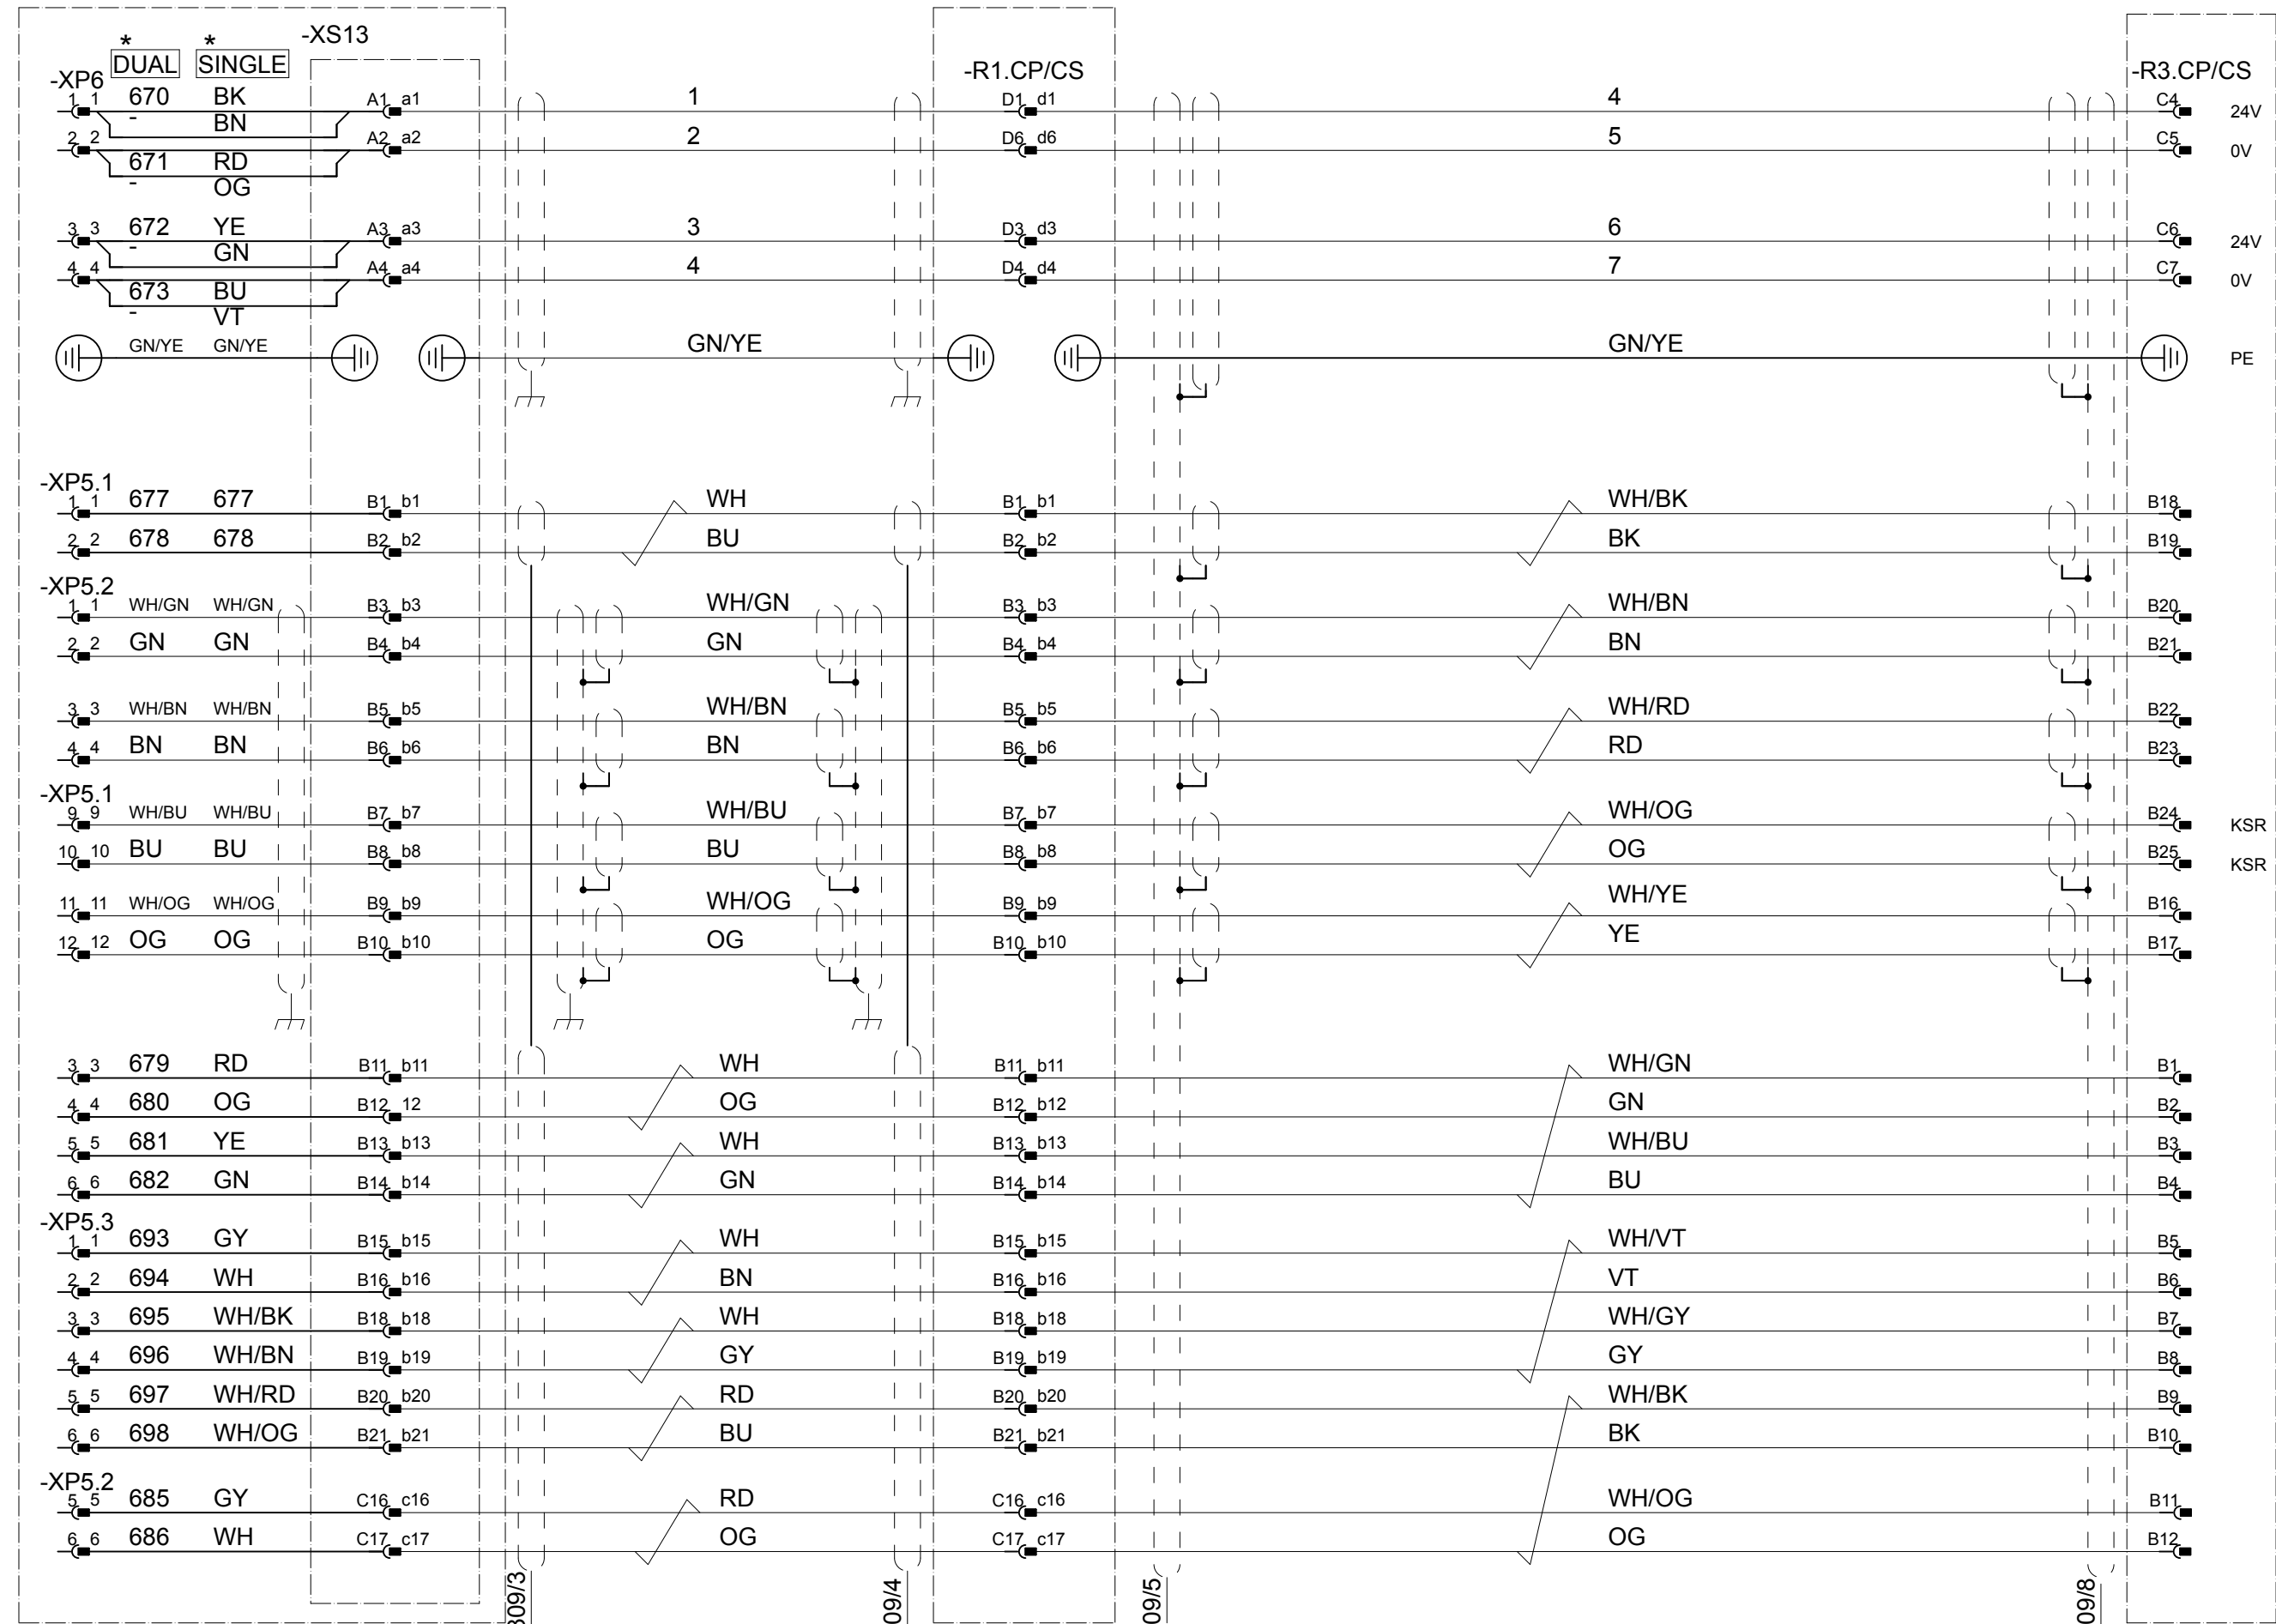 * * -XS13
DUAL SINGLE
-XP6 -R1.CP/CS -R3.CP/CS
1 1 670 BK A1 a1 1 D1 d1 4 C4 24V
- BN
2 2 A2 a2 2 D6 d6 5 C5 0V
671 RD
- OG
3 3 672 YE A3 a3 3 D3 d3 6 C6 24V
- GN
4 4 A4 a4 4 D4 d4 7 C7 0V
673 BU
- VT
GN/YE GN/YE GN/YE GN/YE PE
-XP5.1
1 1 677 677 B1 b1 WH B1 b1 WH/BK B18
2 2 678 678 B2 b2 BU B2 b2 BK B19
-XP5.2
1 1 WH/GN WH/GN B3 b3 WH/GN B3 b3 WH/BN B20
2 2 GN GN B4 b4 GN B4 b4 BN B21
3 3 WH/BN WH/BN B5 b5 WH/BN B5 b5 WH/RD B22
4 4 BN BN B6 b6 BN B6 b6 RD B23
-XP5.1
9 9 WH/BU WH/BU B7 b7 WH/BU B7 b7 WH/OG B24 KSR
10 10 BU BU B8 b8 BU B8 b8 OG B25 KSR
11 11 WH/OG WH/OG B9 b9 WH/OG B9 b9 WH/YE B16
12 12 OG OG B10 b10 OG B10 b10 YE B17
3 3 679 RD B11 b11 WH B11 b11 WH/GN B1
4 4 680 OG B12 12 OG B12 b12 GN B2
5 5 681 YE B13 b13 WH B13 b13 WH/BU B3
6 6 682 GN B14 b14 GN B14 b14 BU B4
-XP5.3
1 1 693 GY B15 b15 WH B15 b15 WH/VT B5
2 2 694 WH B16 b16 BN B16 b16 VT B6
3 3 695 WH/BK B18 b18 WH B18 b18 WH/GY B7
4 4 696 WH/BN B19 b19 GY B19 b19 GY B8
5 5 697 WH/RD B20 b20 RD B20 b20 WH/BK B9
6 6 698 WH/OG B21 b21 BU B21 b21 BK B10
-XP5.2
5 5 685 GY C16 c16 RD C16 c16 WH/OG B11
6 6 686 WH C17 c17 OG C17 c17 OG B12
09/3 09/4 09/5 09/8